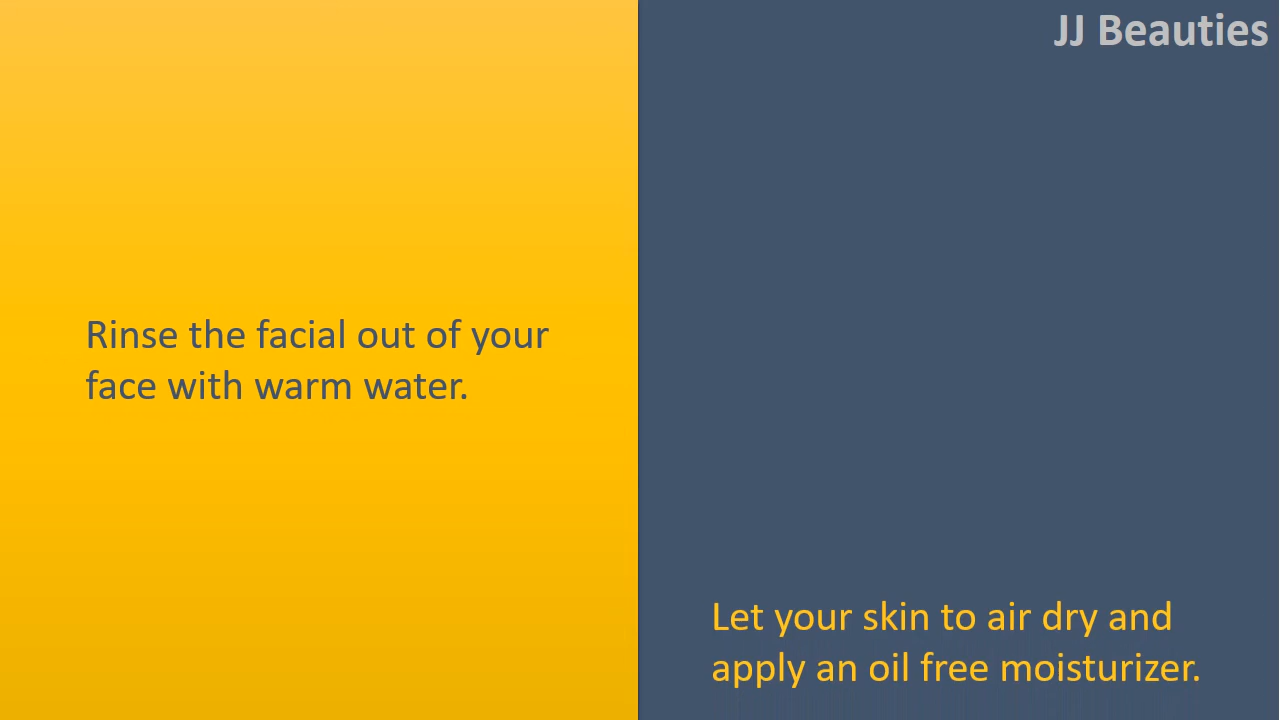 JJ Beauties
Rinse the facial out of your
face with warm water.
Let your skin to air dry and
apply an oil free moisturizer.